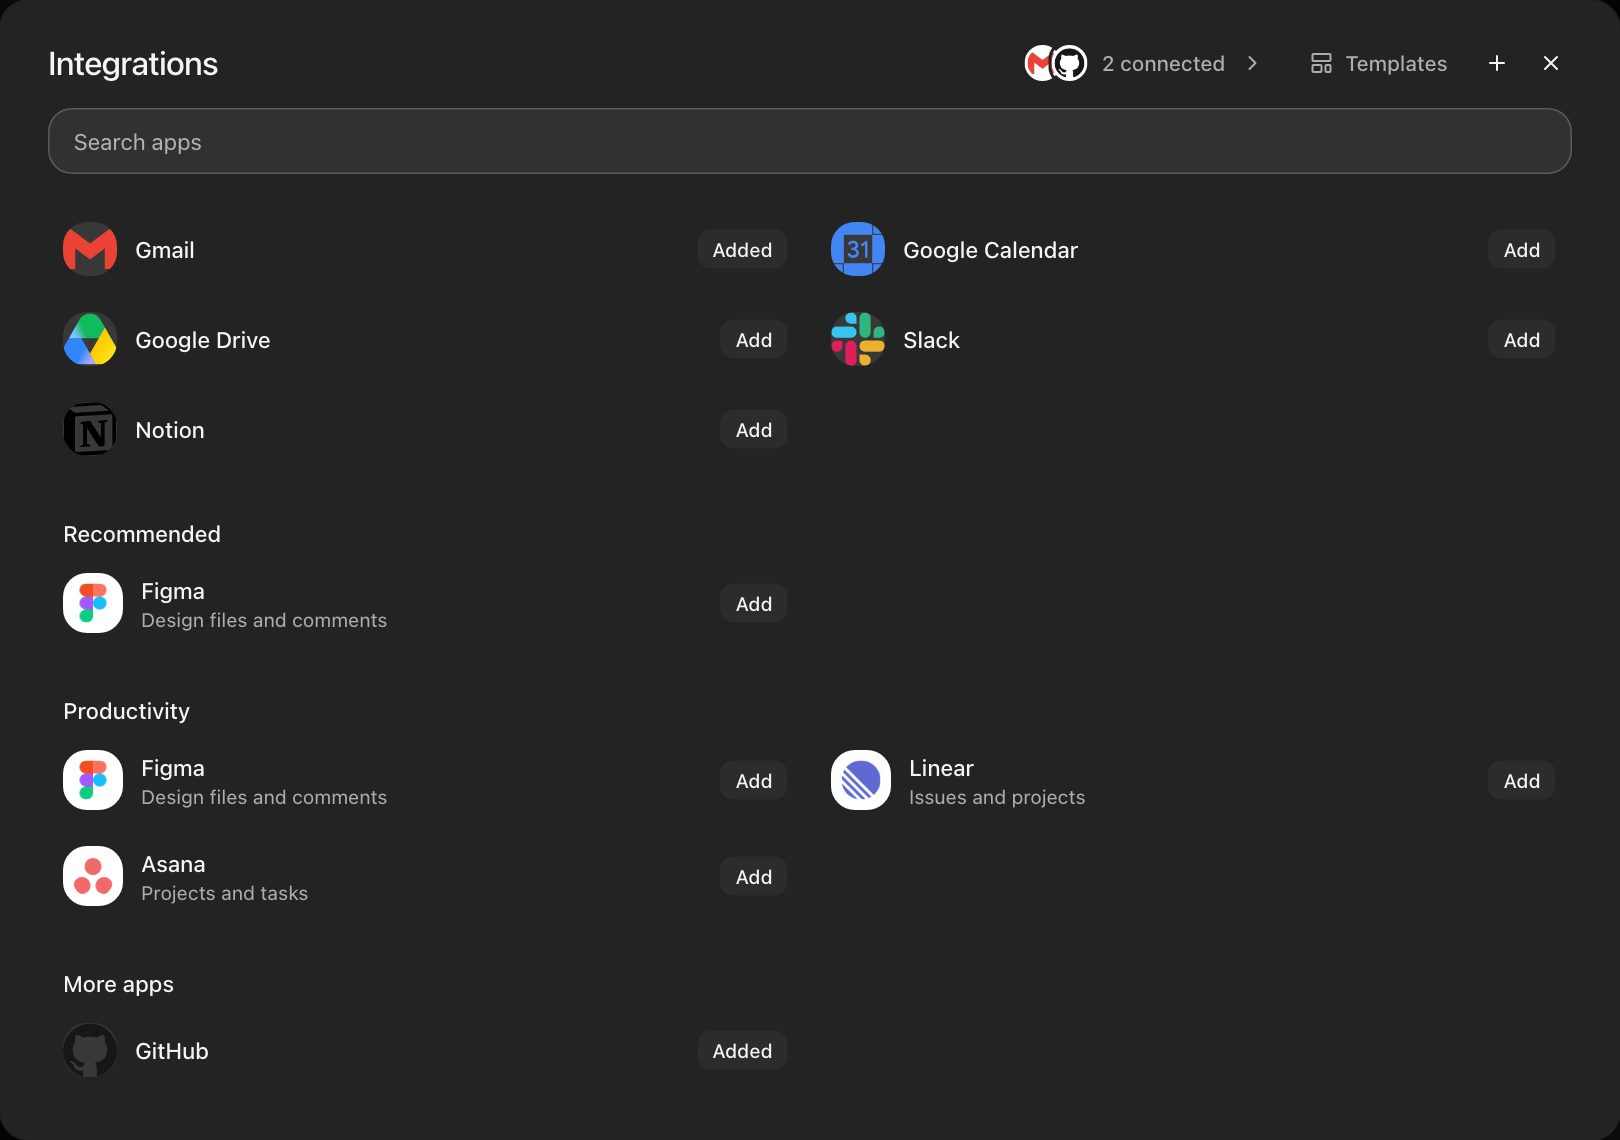 Integrations
2 connected
Templates
Search apps
Gmail
Added
31
Google Calendar
Add
Google Drive
Add
Slack
Add
N
Notion
Add
Recommended
Figma
Design files and comments
Add
Productivity
Figma
Design files and comments
Add
Linear
Issues and projects
Add
Asana
Projects and tasks
Add
More apps
GitHub
Added